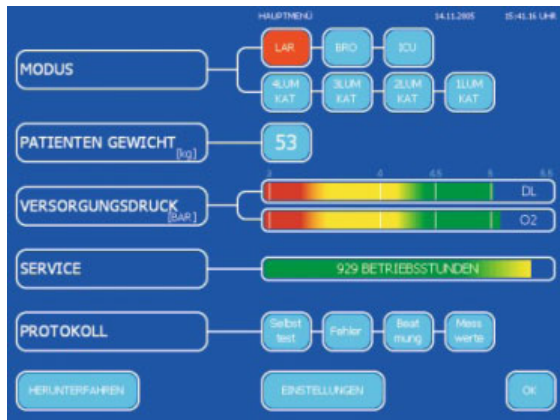 HAUPTMENÜ 14.11.2005 15:41.16 UHR
LAR BRO ICU
MODUS
4LUM KAT 3LUM KAT 2LUM KAT 1LUM KAT
PATIENTEN GEWICHT [kg] 53
3 4 4.5 5 5.5
DL
VERSORGUNGSDRUCK [BAR]
O2
SERVICE 929 BETRIEBSSTUNDEN
PROTOKOLL
Selbst test Fehler Beat mung Mess werte
HERUNTERFAHREN EINSTELLUNGEN OK